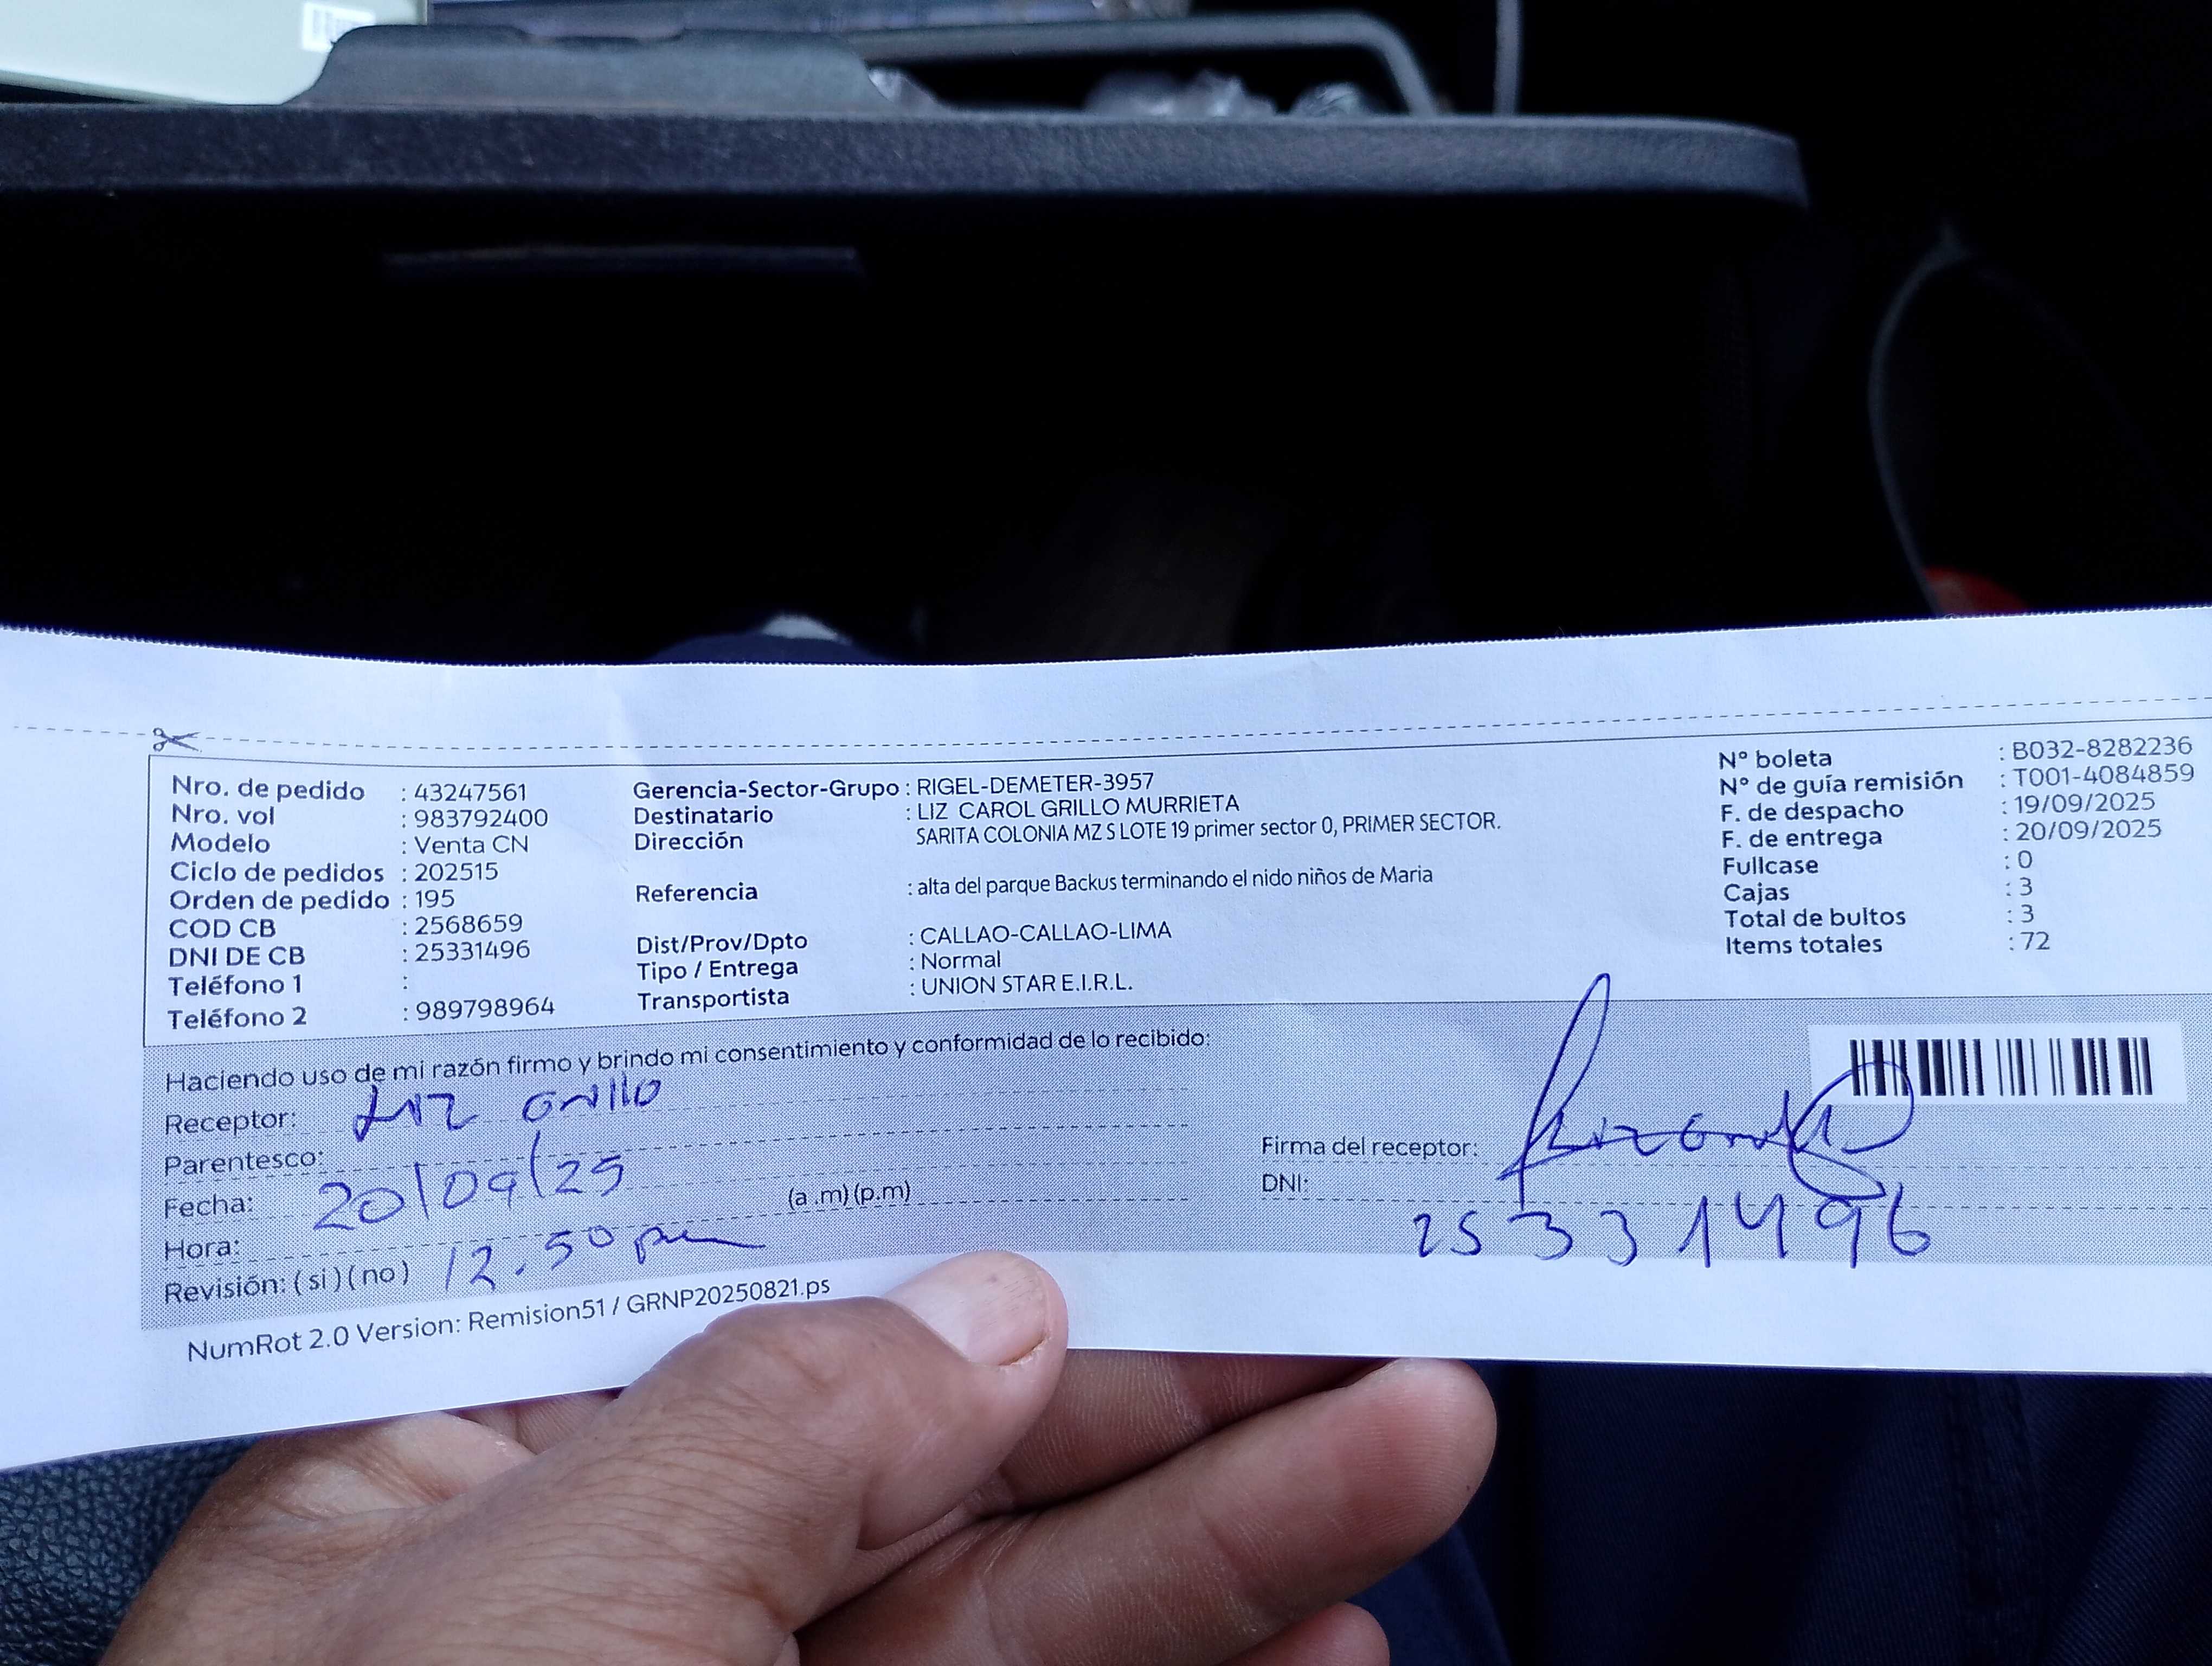 Nro. de pedido : 43247561
Nro. vol : 983792400
Modelo : Venta CN
Ciclo de pedidos : 202515
Orden de pedido : 195
COD CB : 2568659
DNI DE CB : 25331496
Teléfono 1 :
Teléfono 2 : 989798964
Gerencia-Sector-Grupo : RIGEL-DEMETER-3957
Destinatario : LIZ CAROL GRILLO MURRIETA
Dirección SARITA COLONIA MZ S LOTE 19 primer sector 0, PRIMER SECTOR.
Referencia : alta del parque Backus terminando el nido niños de Maria
Dist/Prov/Dpto : CALLAO-CALLAO-LIMA
Tipo / Entrega : Normal
Transportista : UNION STAR E.I.R.L.
N° boleta : B032-8282236
N° de guía remisión : T001-4084859
F. de despacho : 19/09/2025
F. de entrega : 20/09/2025
Fullcase : 0
Cajas : 3
Total de bultos : 3
Items totales : 72
Haciendo uso de mi razón firmo y brindo mi consentimiento y conformidad de lo recibido:
Receptor: Liz Grillo
Parentesco:
Fecha: 20/09/25
Hora: (a.m)(p.m)
Revisión: (si)(no) 12.50 pm
Firma del receptor:
DNI: 25331496
NumRot 2.0 Version: Remision51 / GRNP20250821.ps